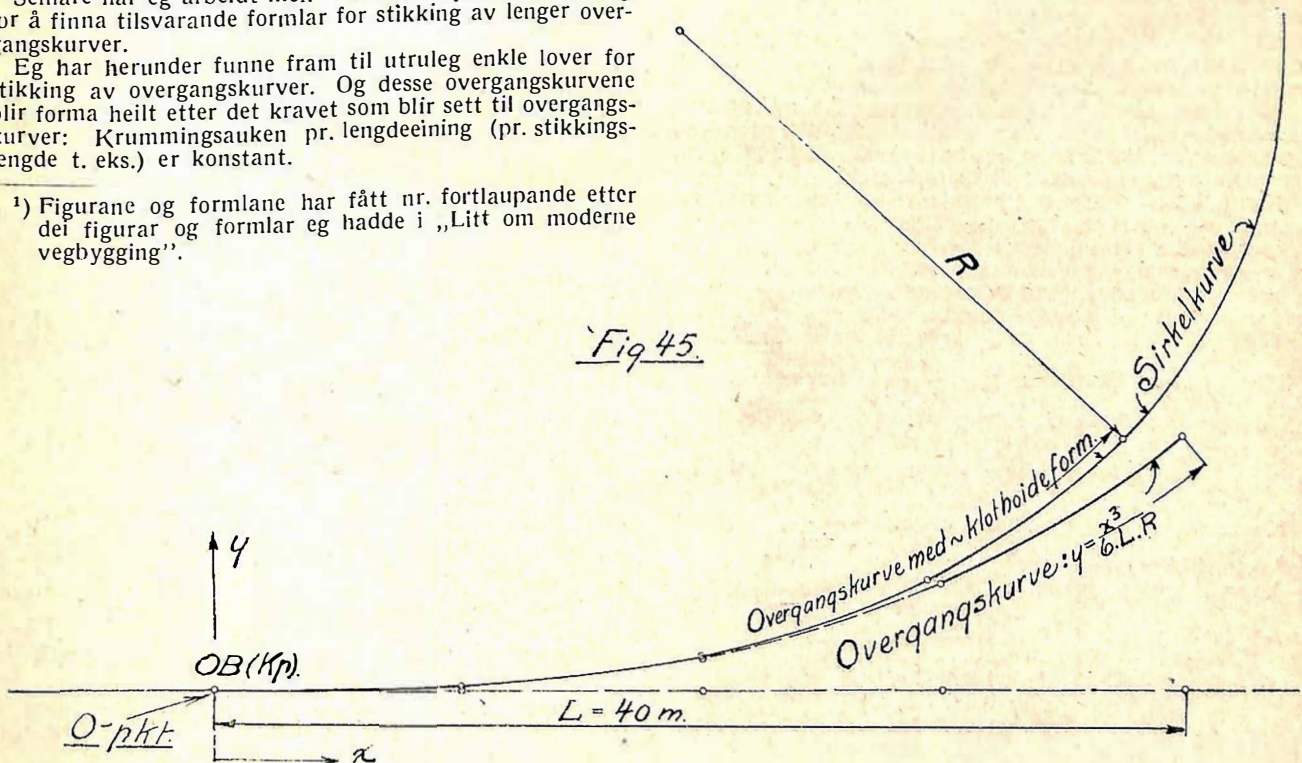 for å finna tilsvarande formlar for stikking av lenger over-
gangskurver.
Eg har herunder funne fram til utruleg enkle lover for
stikking av overgangskurver. Og desse overgangskurvene
blir forma heilt etter det kravet som blir sett til overgangs-
kurver: Krummingsauken pr. lengdeeining (pr. stikkings-
lengde t. eks.) er konstant.
¹) Figurane og formlane har fått nr. fortlaupande etter
dei figurar og formlar eg hadde i „Litt om moderne
vegbygging”.
R
Sirkelkurve
Fig 45.
Overgangskurve med ~ klothoideform.
Overgangskurve: y = x³/6.L.R
y
OB(Kp).
O-pkt.
L = 40 m.
x